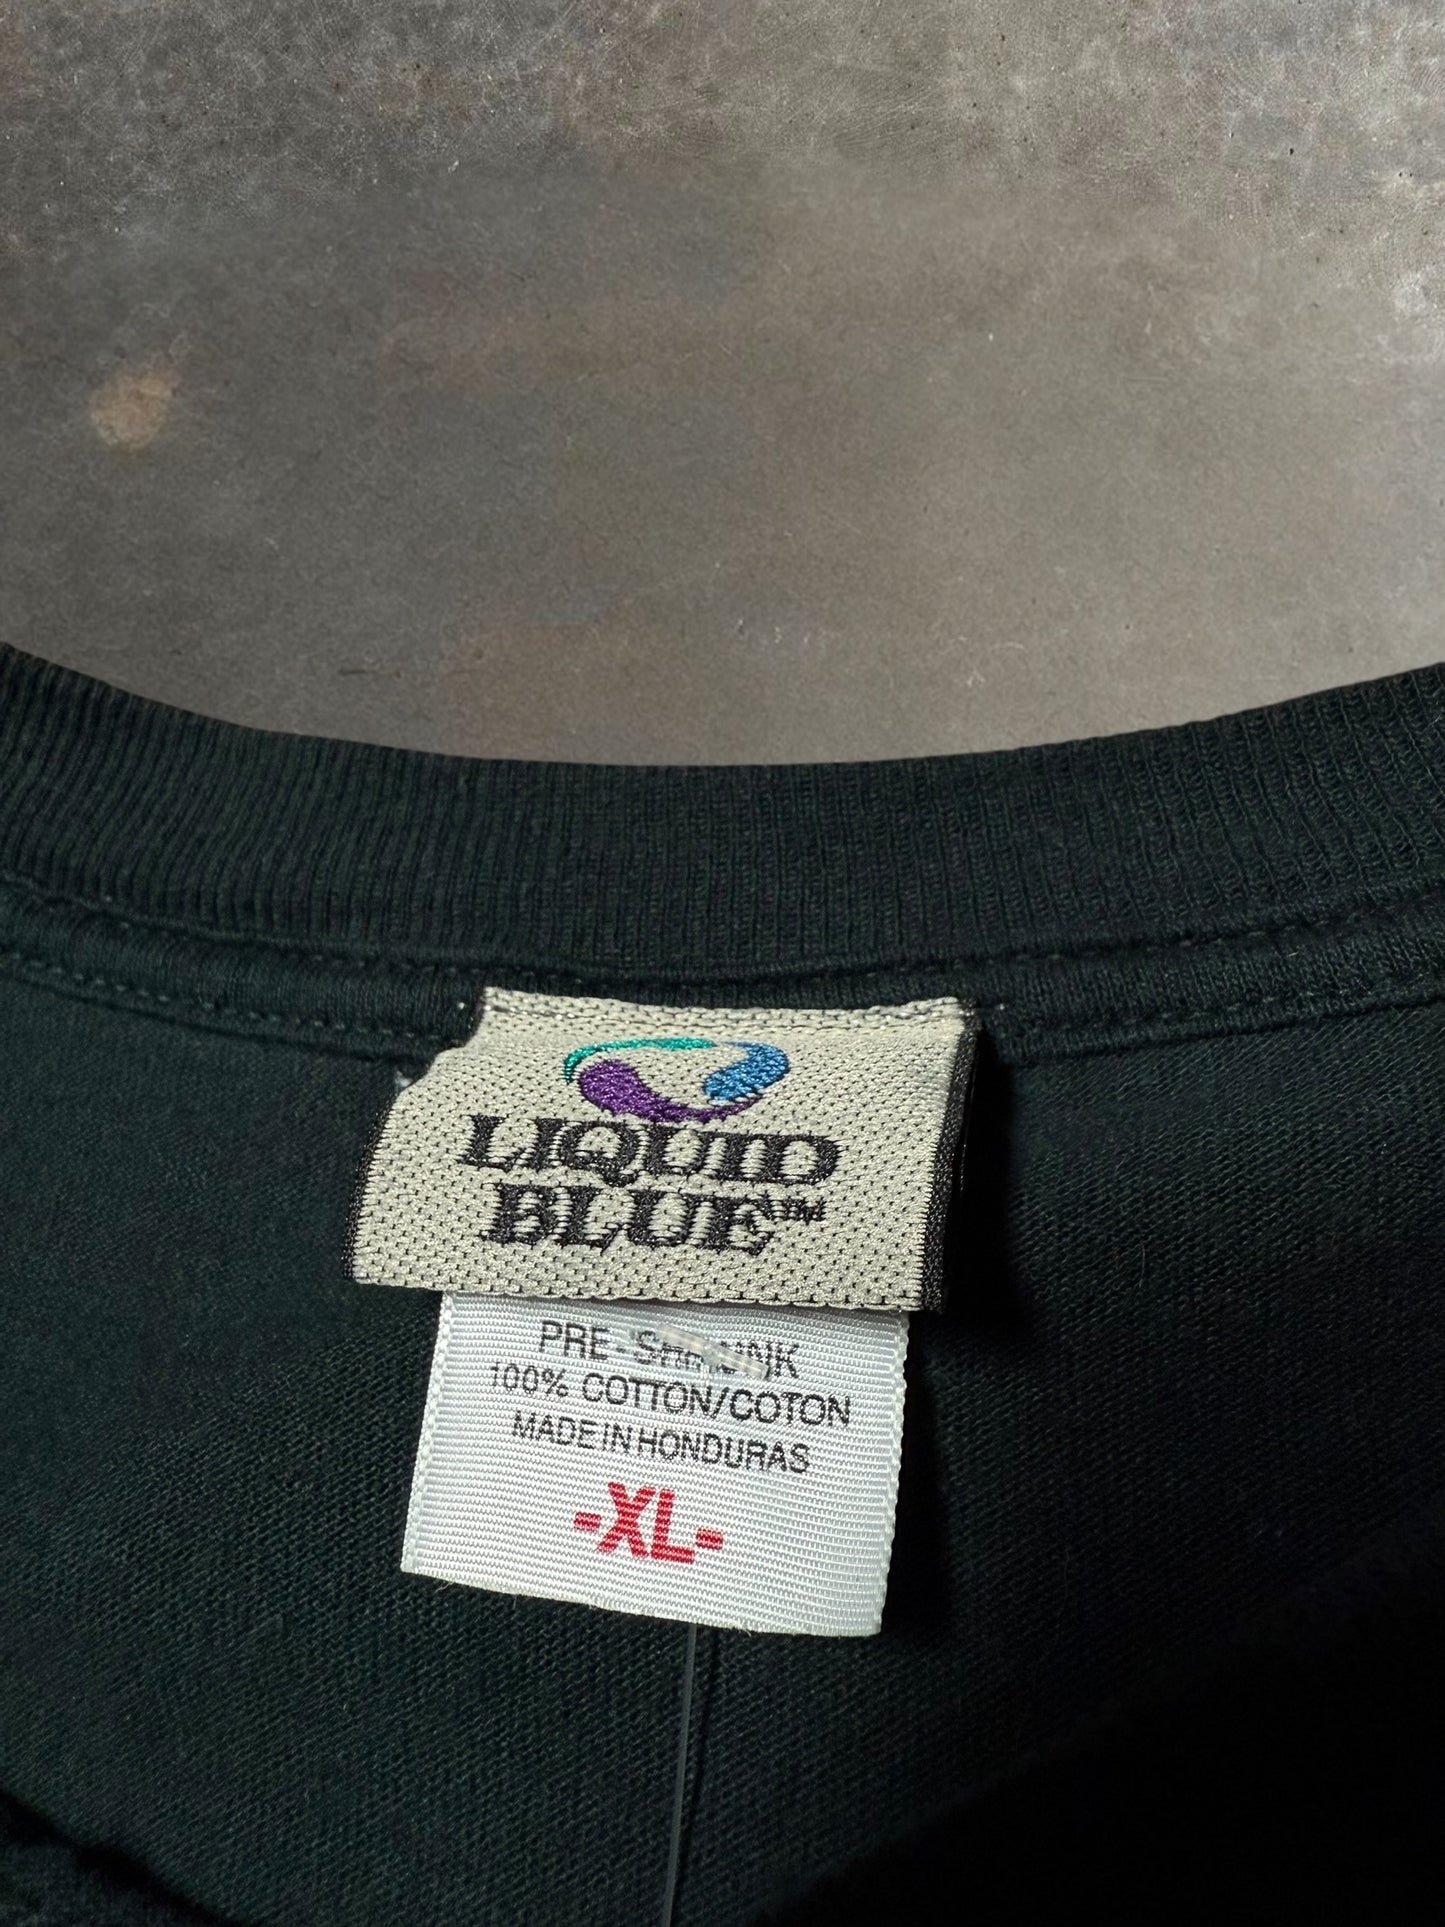 LIQUID
BLUE™
PRE-SHRUNK
100% COTTON/COTON
MADE IN HONDURAS
-XL-